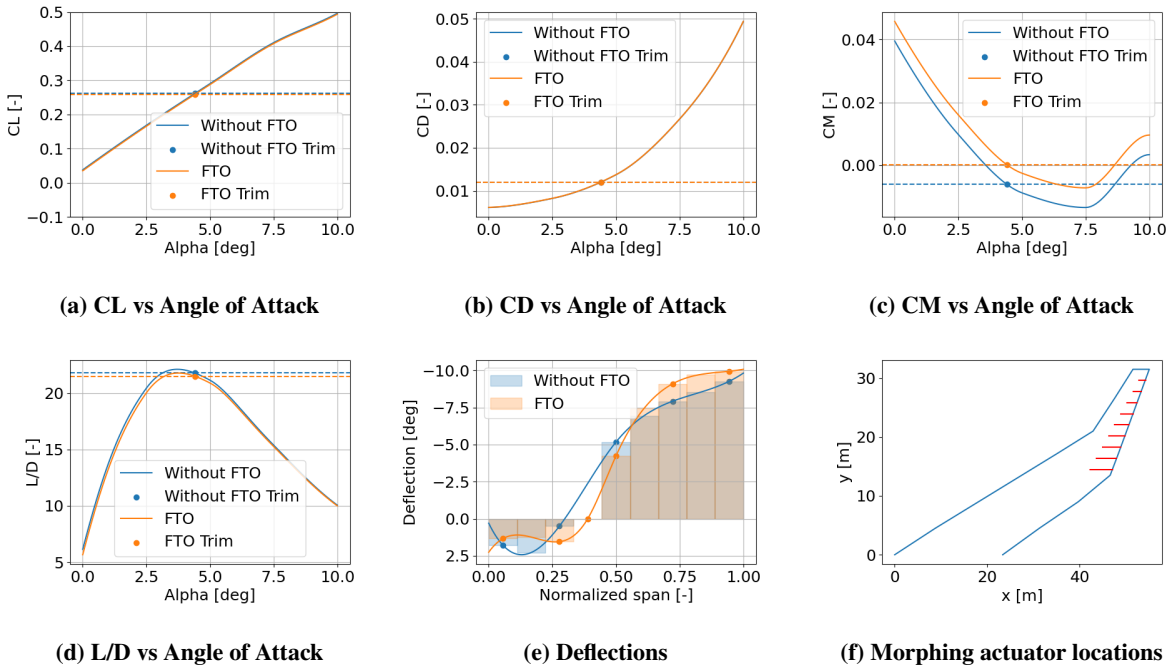 0.5
0.4
0.3
0.2
0.1
0.0
−0.1
CL [-]
Without FTO
Without FTO Trim
FTO
FTO Trim
0.0 2.5 5.0 7.5 10.0
Alpha [deg]
(a) CL vs Angle of Attack
0.05
0.04
0.03
0.02
0.01
CD [-]
Without FTO
Without FTO Trim
FTO
FTO Trim
0.0 2.5 5.0 7.5 10.0
Alpha [deg]
(b) CD vs Angle of Attack
0.04
0.02
0.00
CM [-]
Without FTO
Without FTO Trim
FTO
FTO Trim
0.0 2.5 5.0 7.5 10.0
Alpha [deg]
(c) CM vs Angle of Attack
20
15
10
5
L/D [-]
Without FTO
Without FTO Trim
FTO
FTO Trim
0.0 2.5 5.0 7.5 10.0
Alpha [deg]
(d) L/D vs Angle of Attack
−10.0
−7.5
−5.0
−2.5
0.0
2.5
Deflection [deg]
Without FTO
FTO
0.00 0.25 0.50 0.75 1.00
Normalized span [-]
(e) Deflections
30
20
10
0
y [m]
0 20 40
x [m]
(f) Morphing actuator locations